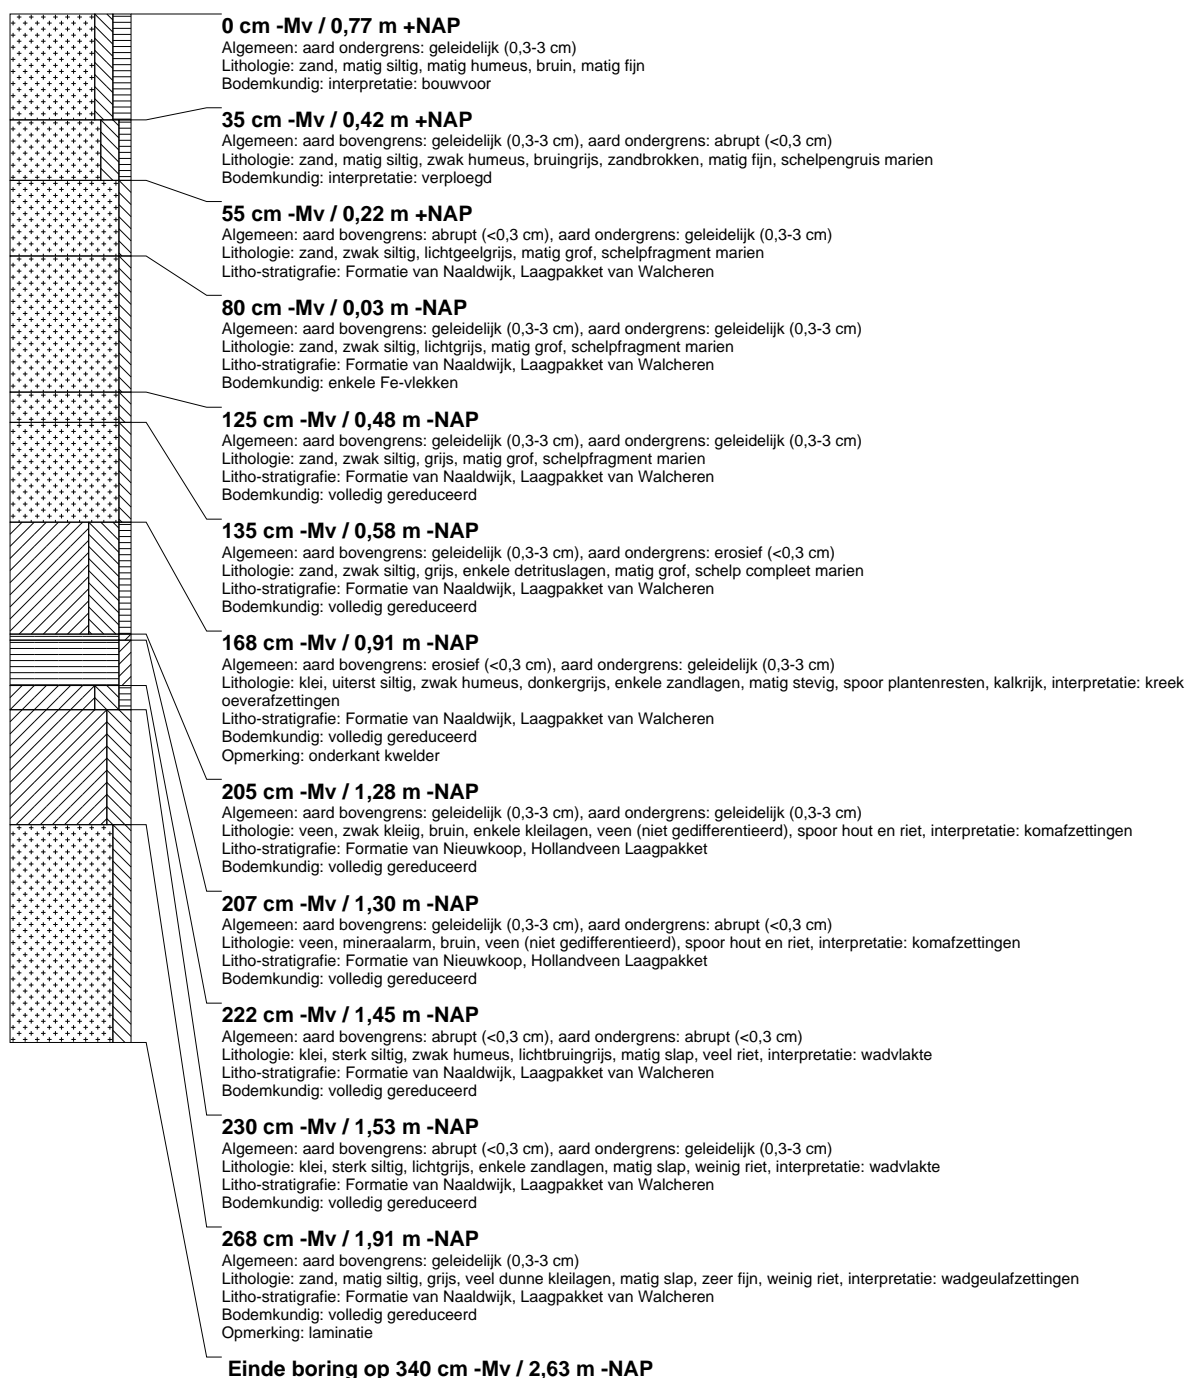 0 cm -Mv / 0,77 m +NAP
Algemeen: aard ondergrens: geleidelijk (0,3-3 cm)
Lithologie: zand, matig siltig, matig humeus, bruin, matig fijn
Bodemkundig: interpretatie: bouwvoor
35 cm -Mv / 0,42 m +NAP
Algemeen: aard bovengrens: geleidelijk (0,3-3 cm), aard ondergrens: abrupt (<0,3 cm)
Lithologie: zand, matig siltig, zwak humeus, bruingrijs, zandbrokken, matig fijn, schelpengruis marien
Bodemkundig: interpretatie: verploegd
55 cm -Mv / 0,22 m +NAP
Algemeen: aard bovengrens: abrupt (<0,3 cm), aard ondergrens: geleidelijk (0,3-3 cm)
Lithologie: zand, zwak siltig, lichtgeelgrijs, matig grof, schelpfragment marien
Litho-stratigrafie: Formatie van Naaldwijk, Laagpakket van Walcheren
80 cm -Mv / 0,03 m -NAP
Algemeen: aard bovengrens: geleidelijk (0,3-3 cm), aard ondergrens: geleidelijk (0,3-3 cm)
Lithologie: zand, zwak siltig, lichtgrijs, matig grof, schelpfragment marien
Litho-stratigrafie: Formatie van Naaldwijk, Laagpakket van Walcheren
Bodemkundig: enkele Fe-vlekken
125 cm -Mv / 0,48 m -NAP
Algemeen: aard bovengrens: geleidelijk (0,3-3 cm), aard ondergrens: geleidelijk (0,3-3 cm)
Lithologie: zand, zwak siltig, grijs, matig grof, schelpfragment marien
Litho-stratigrafie: Formatie van Naaldwijk, Laagpakket van Walcheren
Bodemkundig: volledig gereduceerd
135 cm -Mv / 0,58 m -NAP
Algemeen: aard bovengrens: geleidelijk (0,3-3 cm), aard ondergrens: erosief (<0,3 cm)
Lithologie: zand, zwak siltig, grijs, enkele detrituslagen, matig grof, schelp compleet marien
Litho-stratigrafie: Formatie van Naaldwijk, Laagpakket van Walcheren
Bodemkundig: volledig gereduceerd
168 cm -Mv / 0,91 m -NAP
Algemeen: aard bovengrens: erosief (<0,3 cm), aard ondergrens: geleidelijk (0,3-3 cm)
Lithologie: klei, uiterst siltig, zwak humeus, donkergrijs, enkele zandlagen, matig stevig, spoor plantenresten, kalkrijk, interpretatie: kreek
oeverafzettingen
Litho-stratigrafie: Formatie van Naaldwijk, Laagpakket van Walcheren
Bodemkundig: volledig gereduceerd
Opmerking: onderkant kwelder
205 cm -Mv / 1,28 m -NAP
Algemeen: aard bovengrens: geleidelijk (0,3-3 cm), aard ondergrens: geleidelijk (0,3-3 cm)
Lithologie: veen, zwak kleiig, bruin, enkele kleilagen, veen (niet gedifferentieerd), spoor hout en riet, interpretatie: komafzettingen
Litho-stratigrafie: Formatie van Nieuwkoop, Hollandveen Laagpakket
Bodemkundig: volledig gereduceerd
207 cm -Mv / 1,30 m -NAP
Algemeen: aard bovengrens: geleidelijk (0,3-3 cm), aard ondergrens: abrupt (<0,3 cm)
Lithologie: veen, mineraalarm, bruin, veen (niet gedifferentieerd), spoor hout en riet, interpretatie: komafzettingen
Litho-stratigrafie: Formatie van Nieuwkoop, Hollandveen Laagpakket
Bodemkundig: volledig gereduceerd
222 cm -Mv / 1,45 m -NAP
Algemeen: aard bovengrens: abrupt (<0,3 cm), aard ondergrens: abrupt (<0,3 cm)
Lithologie: klei, sterk siltig, zwak humeus, lichtbruingrijs, matig slap, veel riet, interpretatie: wadvlakte
Litho-stratigrafie: Formatie van Naaldwijk, Laagpakket van Walcheren
Bodemkundig: volledig gereduceerd
230 cm -Mv / 1,53 m -NAP
Algemeen: aard bovengrens: abrupt (<0,3 cm), aard ondergrens: geleidelijk (0,3-3 cm)
Lithologie: klei, sterk siltig, lichtgrijs, enkele zandlagen, matig slap, weinig riet, interpretatie: wadvlakte
Litho-stratigrafie: Formatie van Naaldwijk, Laagpakket van Walcheren
Bodemkundig: volledig gereduceerd
268 cm -Mv / 1,91 m -NAP
Algemeen: aard bovengrens: geleidelijk (0,3-3 cm)
Lithologie: zand, matig siltig, grijs, veel dunne kleilagen, matig slap, zeer fijn, weinig riet, interpretatie: wadgeulafzettingen
Litho-stratigrafie: Formatie van Naaldwijk, Laagpakket van Walcheren
Bodemkundig: volledig gereduceerd
Opmerking: laminatie
Einde boring op 340 cm -Mv / 2,63 m -NAP